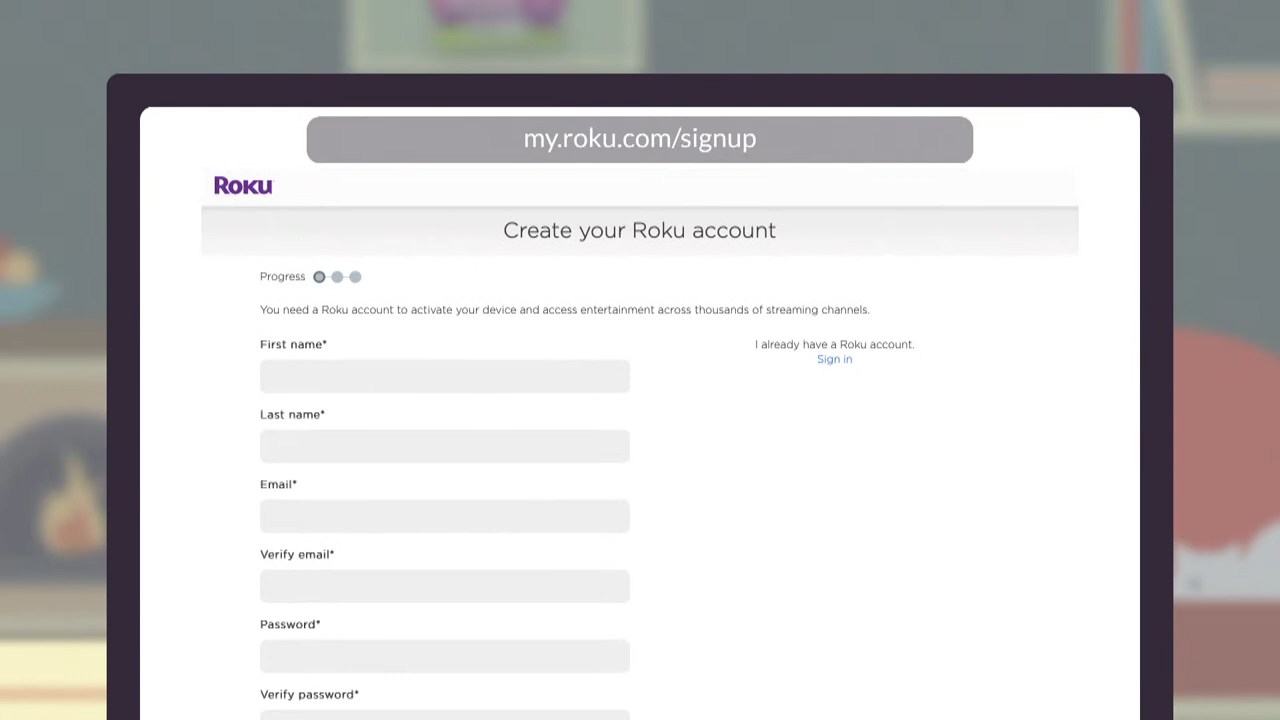 my.roku.com/signup
Roku
Create your Roku account
Progress
You need a Roku account to activate your device and access entertainment across thousands of streaming channels.
First name*
I already have a Roku account.
Sign in
Last name*
Email*
Verify email*
Password*
Verify password*